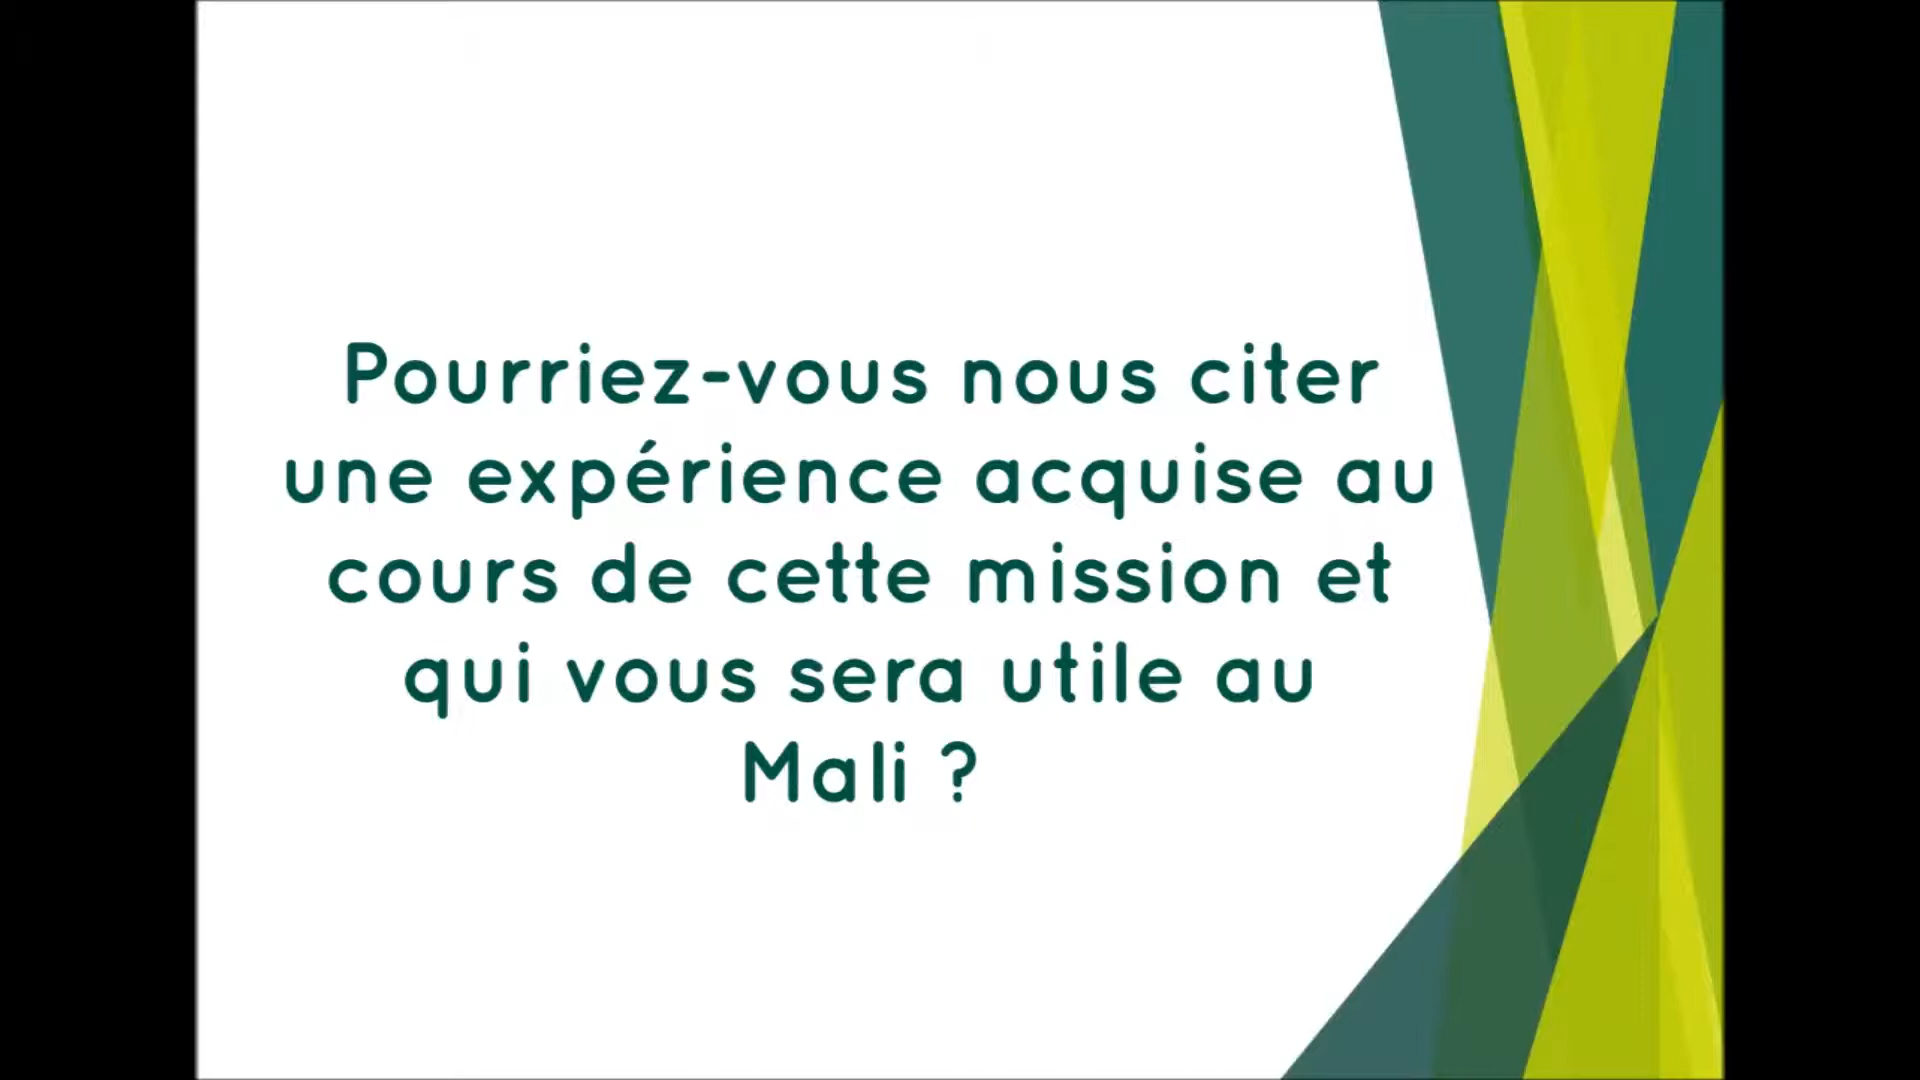 Pourriez-vous nous citer
une expérience acquise au
cours de cette mission et
qui vous sera utile au
Mali ?